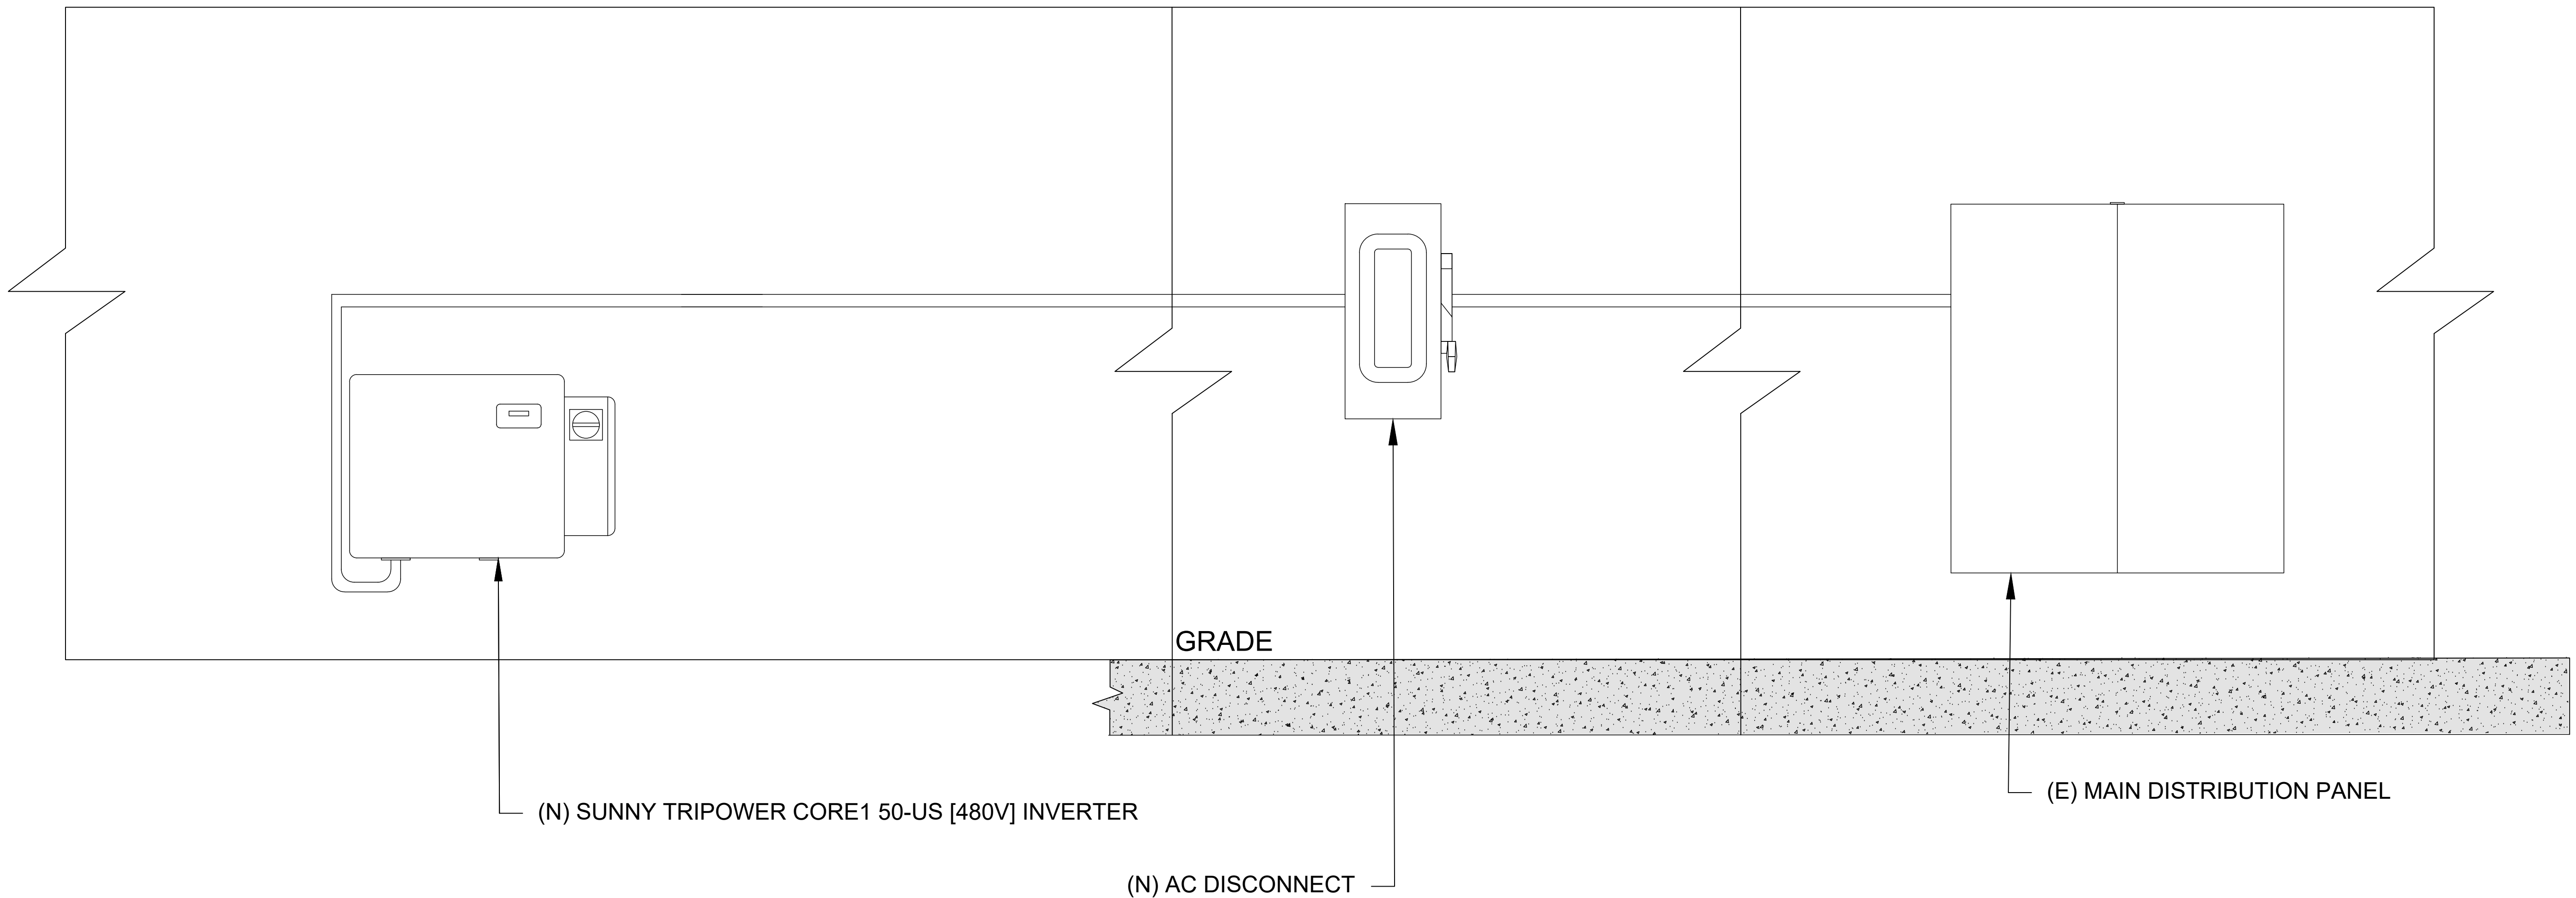 GRADE
(E) MAIN DISTRIBUTION PANEL
(N) SUNNY TRIPOWER CORE1 50-US [480V] INVERTER
(N) AC DISCONNECT